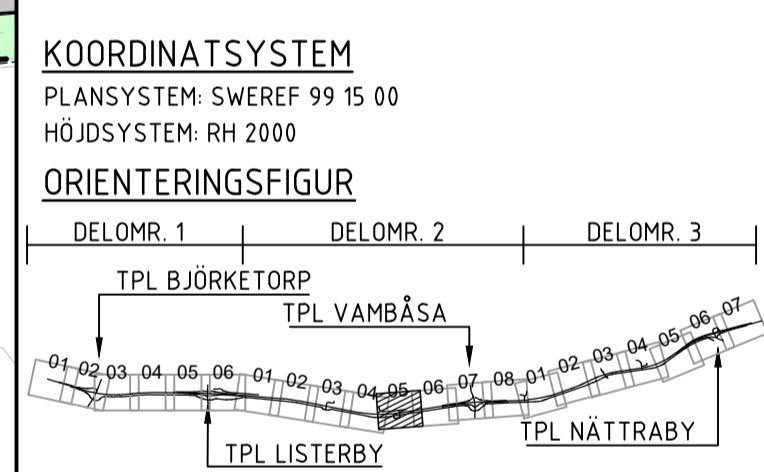 KOORDINATSYSTEM
PLANSYSTEM: SWEREF 99 15 00
HÖJDSYSTEM: RH 2000
ORIENTERINGSFIGUR
DELOMR. 1 DELOMR. 2 DELOMR. 3
TPL BJÖRKETORP
TPL VAMBÅSA
01 02 03 04 05 06 01 02 03 04 05 06 07 08 01 02 03 04 05 06 07
TPL LISTERBY
TPL NÄTTRABY